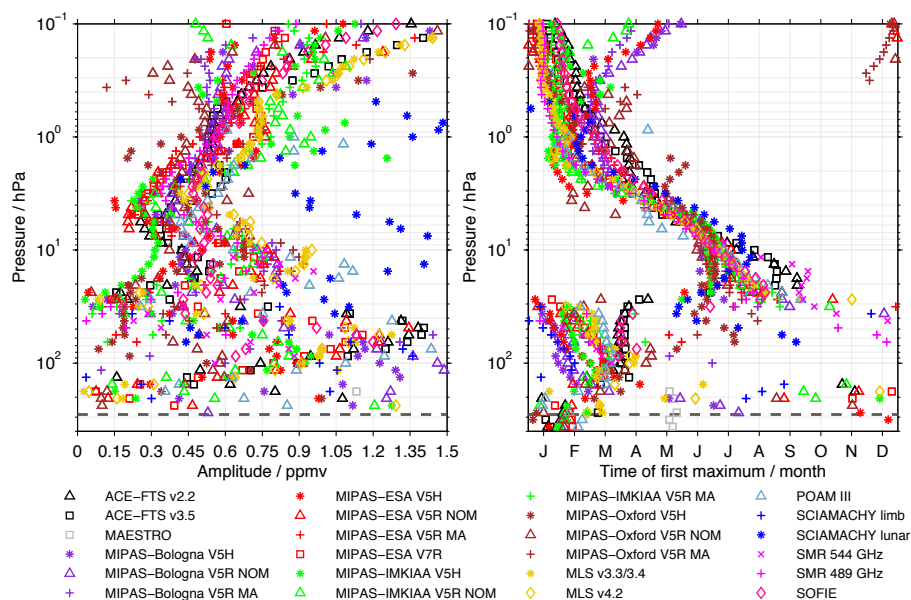 10⁻¹
10⁰
10¹
10²
Pressure / hPa
0 0.15 0.3 0.45 0.6 0.75 0.9 1.05 1.2 1.35 1.5
Amplitude / ppmv
10⁻¹
10⁰
10¹
10²
Pressure / hPa
J F M A M J J A S O N D
Time of first maximum / month
ACE−FTS v2.2
ACE−FTS v3.5
MAESTRO
MIPAS−Bologna V5H
MIPAS−Bologna V5R NOM
MIPAS−Bologna V5R MA
MIPAS−ESA V5H
MIPAS−ESA V5R NOM
MIPAS−ESA V5R MA
MIPAS−ESA V7R
MIPAS−IMKIAA V5H
MIPAS−IMKIAA V5R NOM
MIPAS−IMKIAA V5R MA
MIPAS−Oxford V5H
MIPAS−Oxford V5R NOM
MIPAS−Oxford V5R MA
MLS v3.3/3.4
MLS v4.2
POAM III
SCIAMACHY limb
SCIAMACHY lunar
SMR 544 GHz
SMR 489 GHz
SOFIE